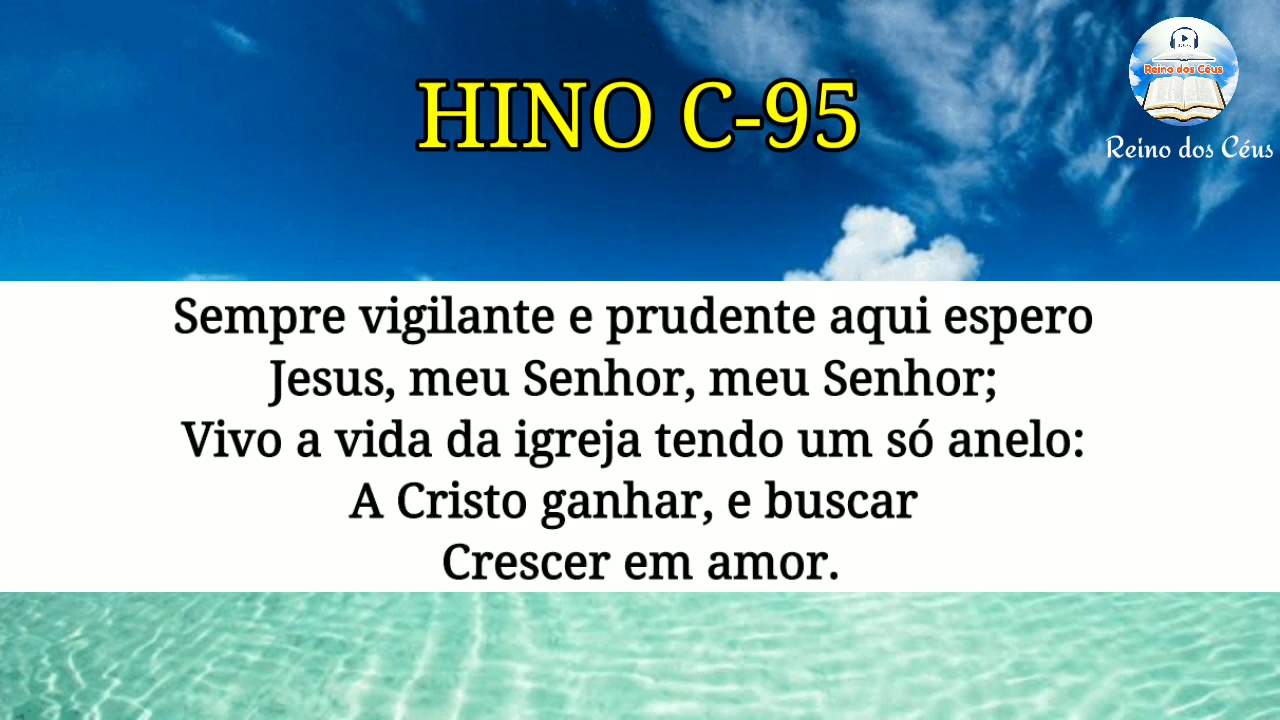 HINO C-95
Reino dos Céus
Reino dos Céus
Sempre vigilante e prudente aqui espero
Jesus, meu Senhor, meu Senhor;
Vivo a vida da igreja tendo um só anelo:
A Cristo ganhar, e buscar
Crescer em amor.